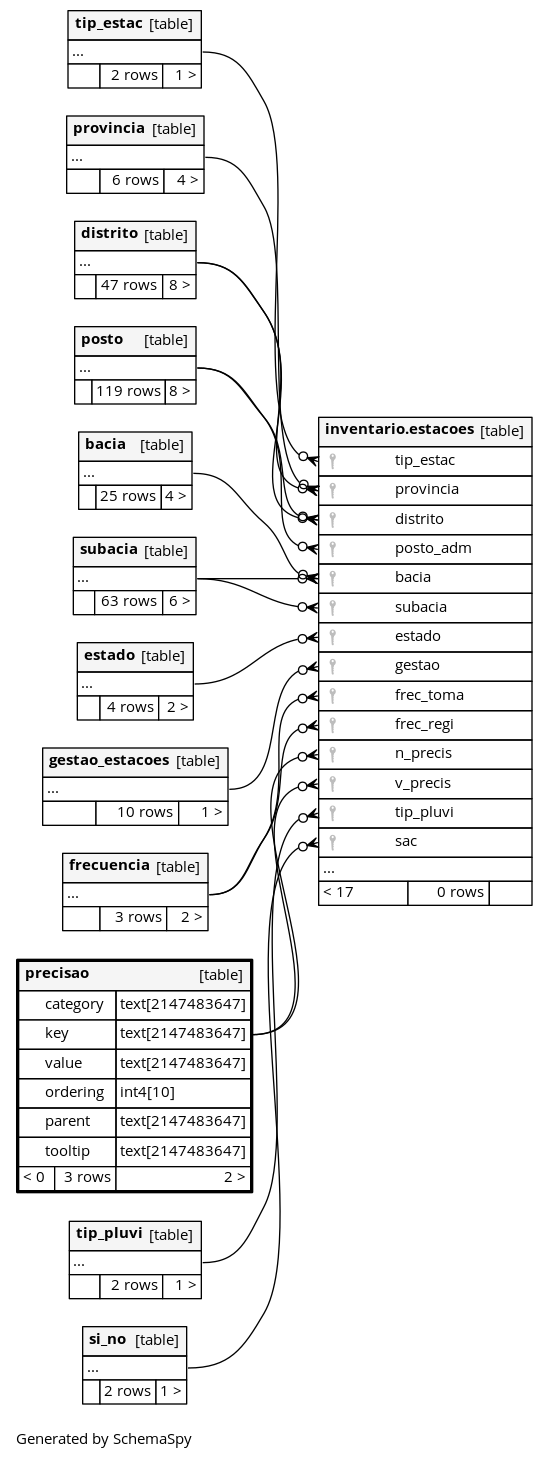 tip_estac [table]
...
2 rows 1 >
provincia [table]
...
6 rows 4 >
distrito [table]
...
47 rows 8 >
posto [table]
...
119 rows 8 >
bacia [table]
...
25 rows 4 >
subacia [table]
...
63 rows 6 >
estado [table]
...
4 rows 2 >
gestao_estacoes [table]
...
10 rows 1 >
frecuencia [table]
...
3 rows 2 >
precisao [table]
category text[2147483647]
key text[2147483647]
value text[2147483647]
ordering int4[10]
parent text[2147483647]
tooltip text[2147483647]
< 0 3 rows 2 >
tip_pluvi [table]
...
2 rows 1 >
si_no [table]
...
2 rows 1 >
inventario.estacoes [table]
tip_estac
provincia
distrito
posto_adm
bacia
subacia
estado
gestao
frec_toma
frec_regi
n_precis
v_precis
tip_pluvi
sac
...
< 17 0 rows
Generated by SchemaSpy